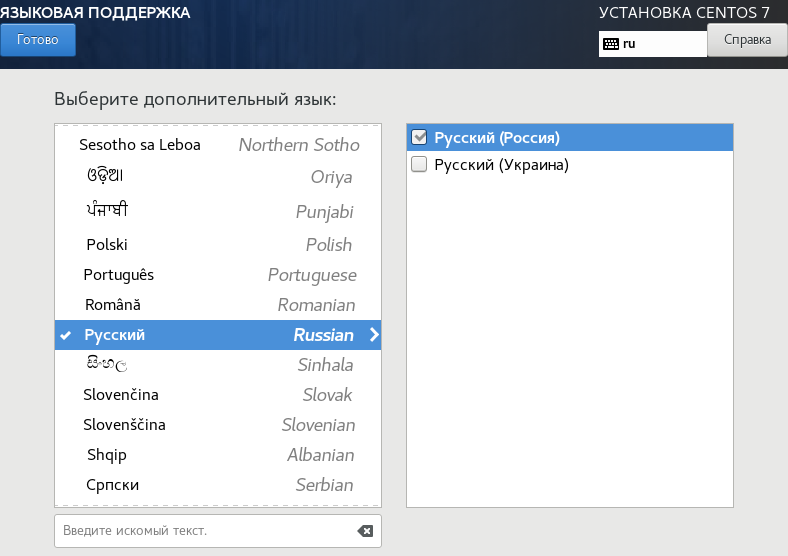 ЯЗЫКОВАЯ ПОДДЕРЖКА
УСТАНОВКА CENTOS 7
Готово
ru
Справка
Выберите дополнительный язык:
Sesotho sa Leboa Northern Sotho
ଓଡ଼ିଆ Oriya
ਪੰਜਾਬੀ Punjabi
Polski Polish
Português Portuguese
Română Romanian
Русский Russian
සිංහල Sinhala
Slovenčina Slovak
Slovenščina Slovenian
Shqip Albanian
Српски Serbian
Введите искомый текст.
Русский (Россия)
Русский (Украина)